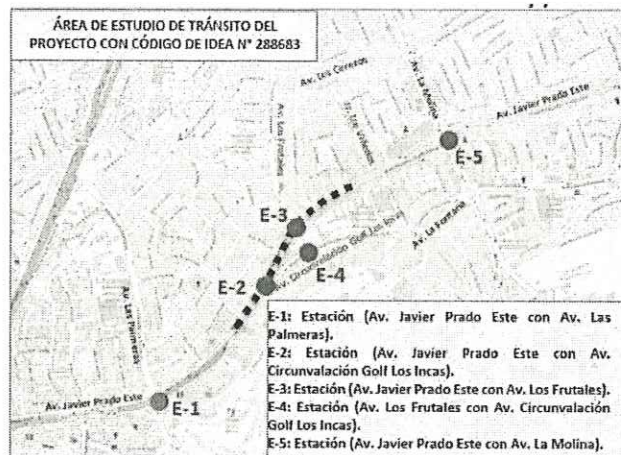 ÁREA DE ESTUDIO DE TRÁNSITO DEL
PROYECTO CON CÓDIGO DE IDEA N° 288683
Av. Los Cerezos
Av. La Molina
Av. Javier Prado Este
Av. Los Frutales
E-5
E-3
Av. La Fontana
E-4
Av. Circunvalación Golf Los Incas
E-2
Av. Las Palmeras
Av. Javier Prado Este
E-1
E-1: Estación (Av. Javier Prado Este con Av. Las
Palmeras).
E-2: Estación (Av. Javier Prado Este con Av.
Circunvalación Golf Los Incas).
E-3: Estación (Av. Javier Prado Este con Av. Los Frutales).
E-4: Estación (Av. Los Frutales con Av. Circunvalación
Golf Los Incas).
E-5: Estación (Av. Javier Prado Este con Av. La Molina).